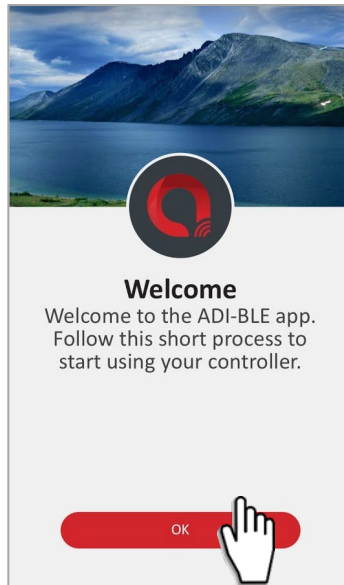 Welcome
Welcome to the ADI-BLE app.
Follow this short process to
start using your controller.
OK